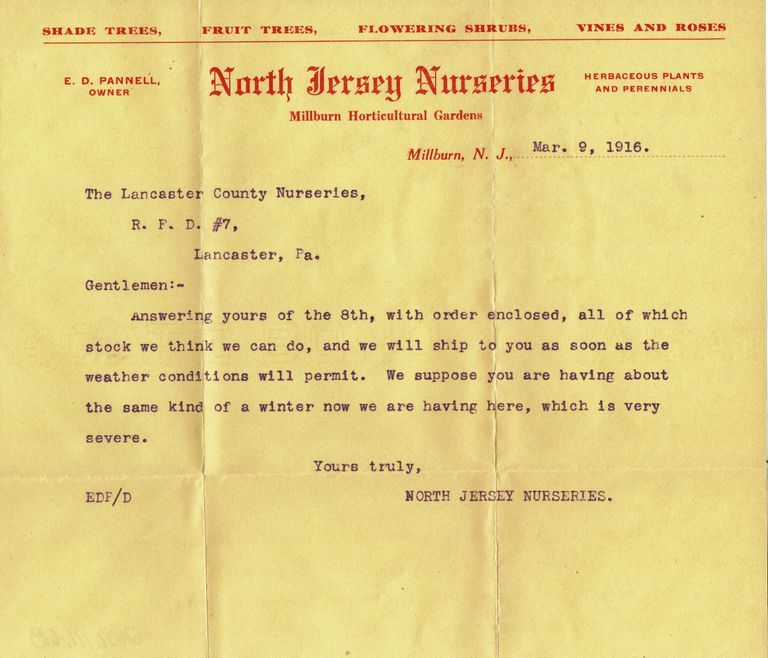 SHADE TREES, FRUIT TREES, FLOWERING SHRUBS, VINES AND ROSES
E. D. PANNELL,
OWNER
North Jersey Nurseries
HERBACEOUS PLANTS
AND PERENNIALS
Millburn Horticultural Gardens
Millburn, N. J., Mar. 9, 1916.
The Lancaster County Nurseries,
R. F. D. #7,
Lancaster, Pa.
Gentlemen:-
Answering yours of the 8th, with order enclosed, all of which
stock we think we can do, and we will ship to you as soon as the
weather conditions will permit. We suppose you are having about
the same kind of a winter now we are having here, which is very
severe.
Yours truly,
EDP/D NORTH JERSEY NURSERIES.